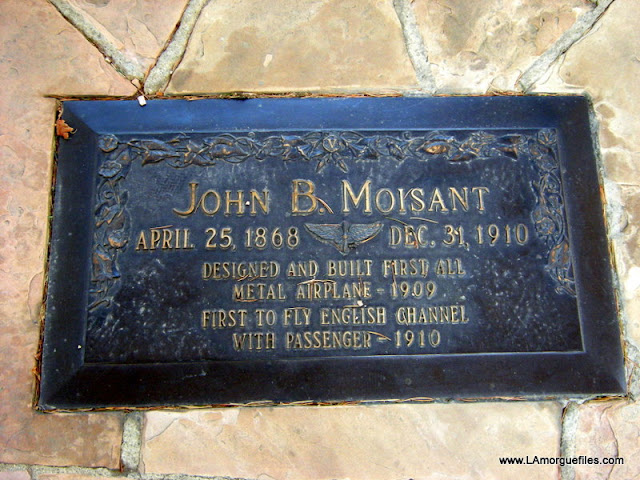 JOHN B. MOISANT
APRIL 25, 1868 DEC. 31, 1910
DESIGNED AND BUILT FIRST ALL
METAL AIRPLANE - 1909
FIRST TO FLY ENGLISH CHANNEL
WITH PASSENGER - 1910
www.LAmorguefiles.com